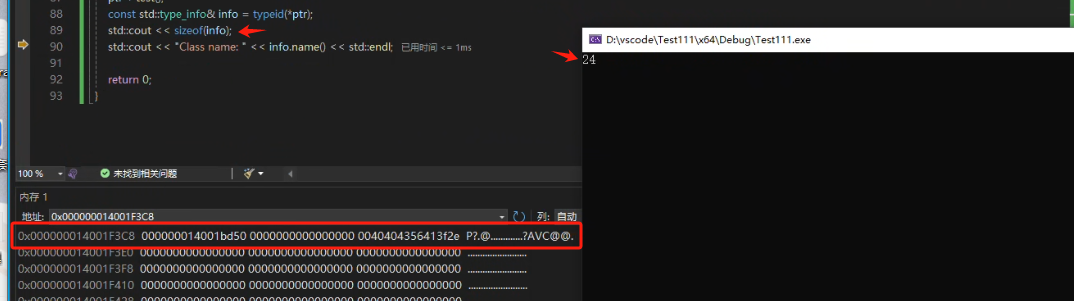 88 const std::type_info& info = typeid(*ptr);
89 std::cout << sizeof(info);
90 std::cout << "Class name: " << info.name() << std::endl; 已用时间 <= 1ms
91
92 return 0;
93 }
D:\vscode\Test111\x64\Debug\Test111.exe
24
100 % 未找到相关问题
内存 1
地址: 0x000000014001F3C8 列: 自动
0x000000014001F3C8 000000014001bd50 0000000000000000 0040404356413f2e P?.@.............?AVC@@.
0x000000014001F3E0 0000000000000000 0000000000000000 0000000000000000 ........................
0x000000014001F3F8 0000000000000000 0000000000000000 0000000000000000 ........................
0x000000014001F410 0000000000000000 0000000000000000 0000000000000000 ........................